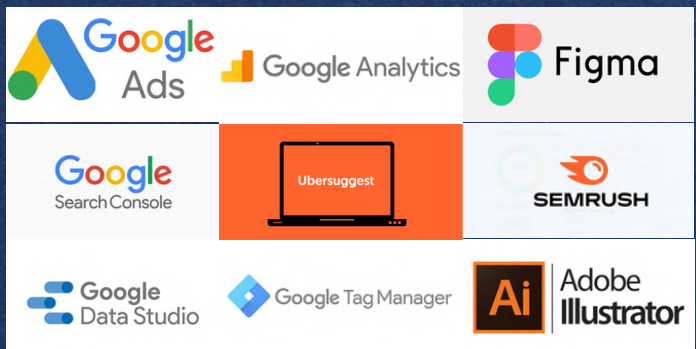 Google
Ads
Google Analytics
Figma
Google
Search Console
Ubersuggest
SEMRUSH
Google
Data Studio
Google Tag Manager
Ai
Adobe
Illustrator